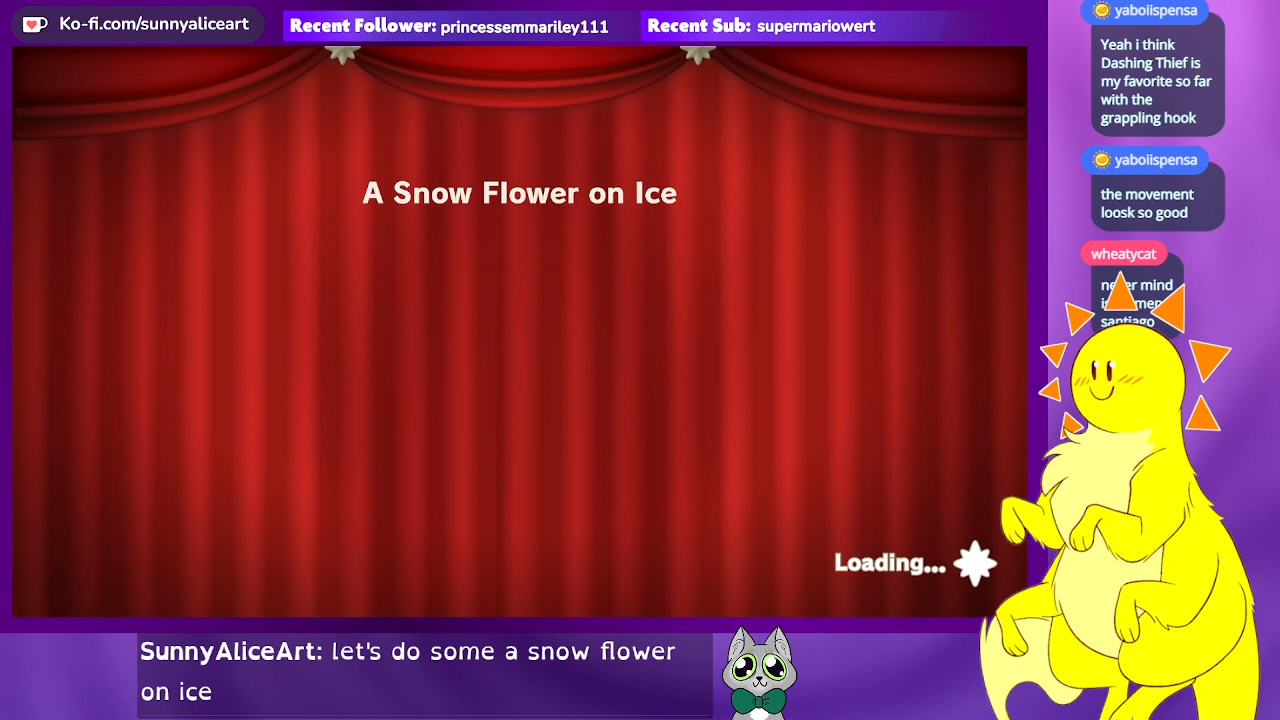 Ko-fi.com/sunnyaliceart
Recent Follower: princessemmariley111
Recent Sub: supermariowert
yaboiispensa
Yeah i think
Dashing Thief is
my favorite so far
with the
grappling hook
yaboiispensa
the movement
loosk so good
wheatycat
mind
santiago
A Snow Flower on Ice
Loading...
SunnyAliceArt: let's do some a snow flower
on ice